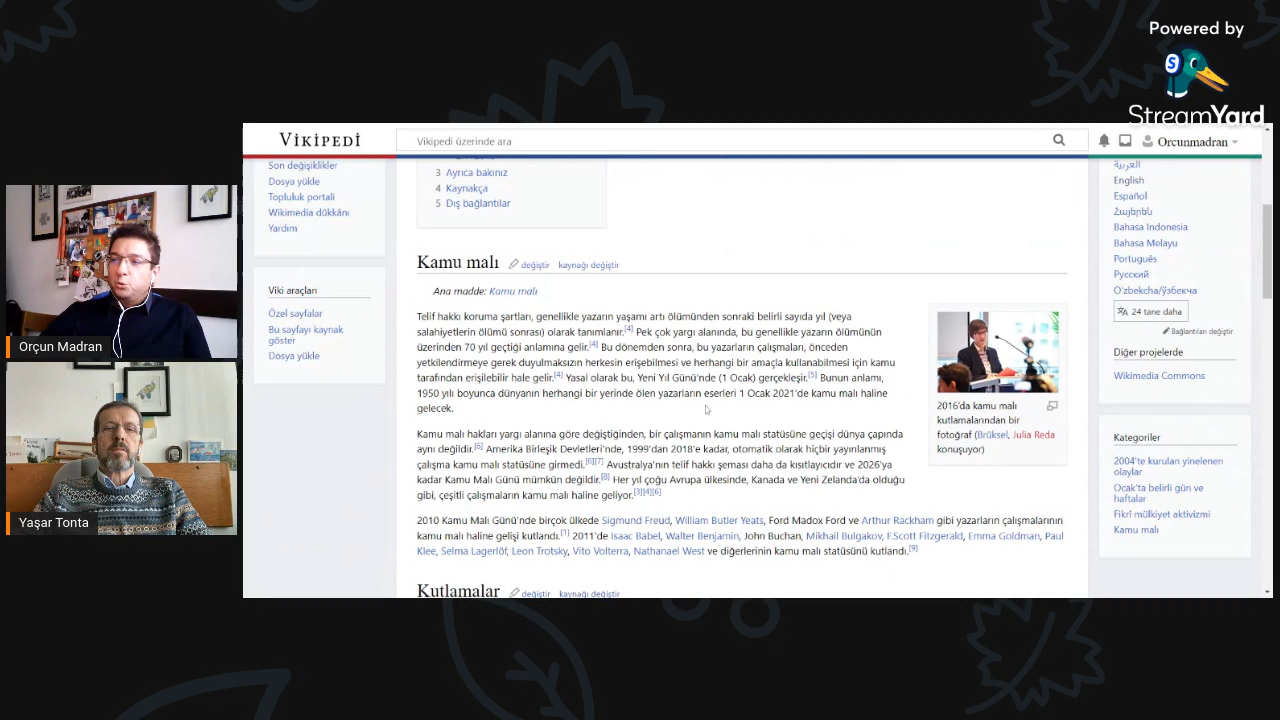 Powered by
StreamYard
VİKİPEDİ
Vikipedi üzerinde ara
Orcunmadran
Son değişiklikler
Dosya yükle
Topluluk portali
Wikimedia dükkânı
Yardım
Viki araçları
Özel sayfalar
Bu sayfayı kaynak
göster
Dosya yükle
3 Ayrıca bakınız
4 Kaynakça
5 Dış bağlantılar
Kamu malı değiştir kaynağı değiştir
Ana madde: Kamu malı
Telif hakkı koruma şartları, genellikle yazarın yaşamı artı ölümünden sonraki belirli sayıda yıl (veya
salahiyetlerin ölümü sonrası) olarak tanımlanır.[4] Pek çok yargı alanında, bu genellikle yazarın ölümünün
üzerinden 70 yıl geçtiği anlamına gelir.[4] Bu dönemden sonra, bu yazarların çalışmaları, önceden
yetkilendirmeye gerek duyulmaksızın herkesin erişebilmesi ve herhangi bir amaçla kullanabilmesi için kamu
tarafından erişilebilir hale gelir.[4] Yasal olarak bu, Yeni Yıl Günü'nde (1 Ocak) gerçekleşir.[5] Bunun anlamı,
1950 yılı boyunca dünyanın herhangi bir yerinde ölen yazarların eserleri 1 Ocak 2021'de kamu malı haline
gelecek.
Kamu malı hakları yargı alanına göre değiştiğinden, bir çalışmanın kamu malı statüsüne geçişi dünya çapında
aynı değildir.[6] Amerika Birleşik Devletleri'nde, 1999'dan 2018'e kadar, otomatik olarak hiçbir yayınlanmış
çalışma kamu malı statüsüne girmedi.[6][7] Avustralya'nın telif hakkı şeması daha da kısıtlayıcıdır ve 2026'ya
kadar Kamu Malı Günü mümkün değildir.[8] Her yıl çoğu Avrupa ülkesinde, Kanada ve Yeni Zelanda'da olduğu
gibi, çeşitli çalışmaların kamu malı haline geliyor.[3][4][6]
2010 Kamu Malı Günü'nde birçok ülkede Sigmund Freud, William Butler Yeats, Ford Madox Ford ve Arthur Rackham gibi yazarların çalışmalarının
kamu malı haline gelişi kutlandı.[1] 2011'de Isaac Babel, Walter Benjamin, John Buchan, Mikhail Bulgakov, F.Scott Fitzgerald, Emma Goldman, Paul
Klee, Selma Lagerlöf, Leon Trotsky, Vito Volterra, Nathanael West ve diğerlerinin kamu malı statüsünü kutlandı.[9]
Kutlamalar değiştir kaynağı değiştir
2016'da kamu malı
kutlamalarından bir
fotoğraf (Brüksel, Julia Reda
konuşuyor)
العربية
English
Español
Հայերեն
Bahasa Indonesia
Bahasa Melayu
Português
Русский
Oʻzbekcha/ўзбекча
24 tane daha
Bağlantıları değiştir
Diğer projelerde
Wikimedia Commons
Kategoriler
2004'te kurulan yinelenen
olaylar
Ocak'ta belirli gün ve
haftalar
Fikrî mülkiyet aktivizmi
Kamu malı
Orçun Madran
Yaşar Tonta